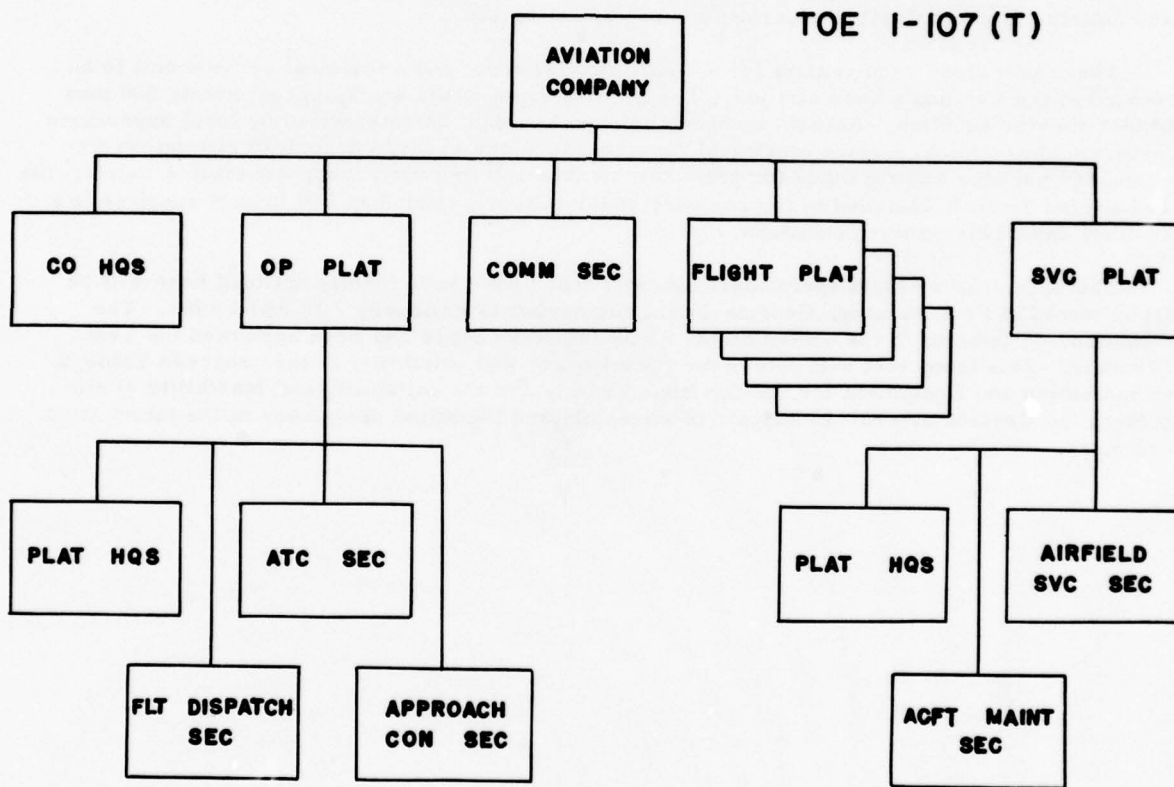 TOE 1-107(T)
AVIATION
COMPANY
CO HQS
OP PLAT
COMM SEC
FLIGHT PLAT
SVC PLAT
PLAT HQS
ATC SEC
PLAT HQS
AIRFIELD
SVC SEC
FLT DISPATCH
SEC
APPROACH
CON SEC
ACFT MAINT
SEC